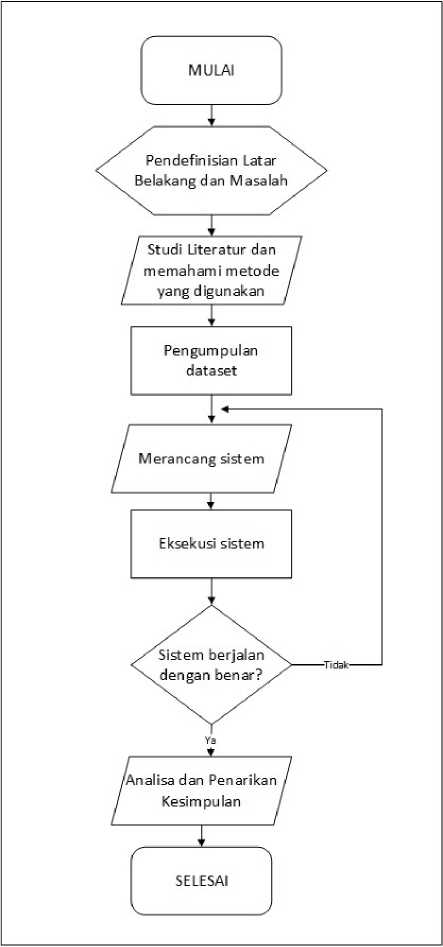 MULAI
Pendefinisian Latar
Belakang dan Masalah
Studi Literatur dan
memahami metode
yang digunakan
Pengumpulan
dataset
Merancang sistem
Eksekusi sistem
Sistem berjalan
dengan benar?
Tidak
Ya
Analisa dan Penarikan
Kesimpulan
SELESAI